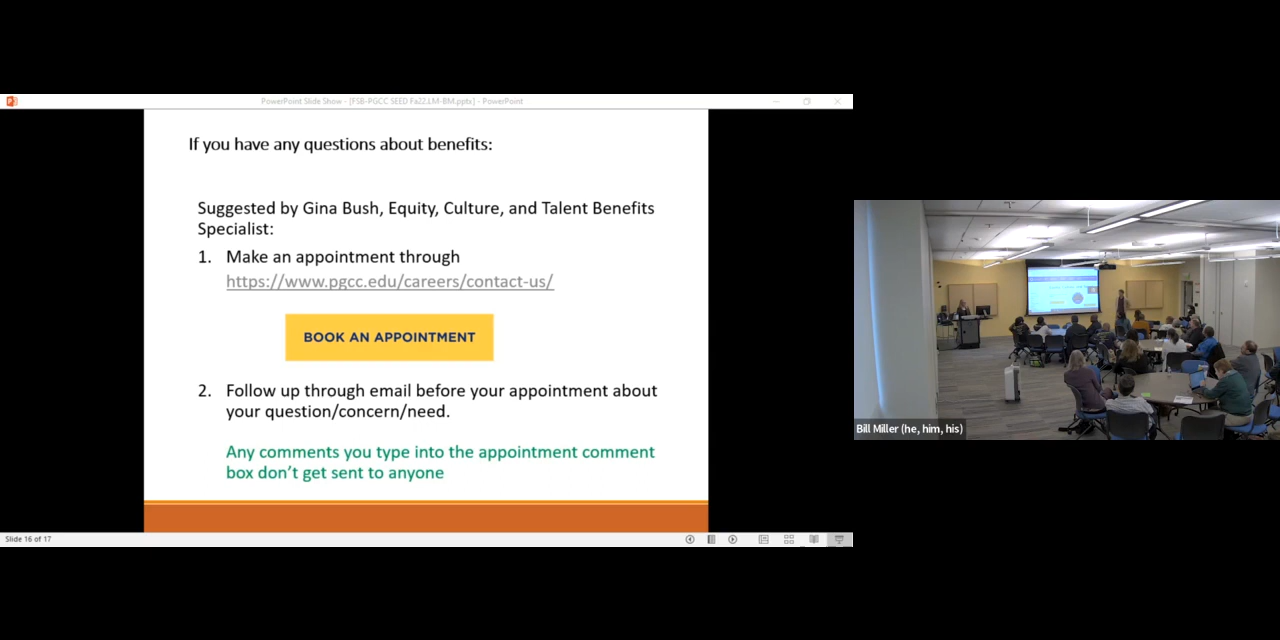 PowerPoint Slide Show - [FSB-PGCC SEED Fa22.LM-BM.pptx] - PowerPoint
If you have any questions about benefits:
Suggested by Gina Bush, Equity, Culture, and Talent Benefits
Specialist:
1. Make an appointment through
https://www.pgcc.edu/careers/contact-us/
BOOK AN APPOINTMENT
2. Follow up through email before your appointment about
your question/concern/need.
Any comments you type into the appointment comment
box don’t get sent to anyone
Slide 16 of 17
Bill Miller (he, him, his)